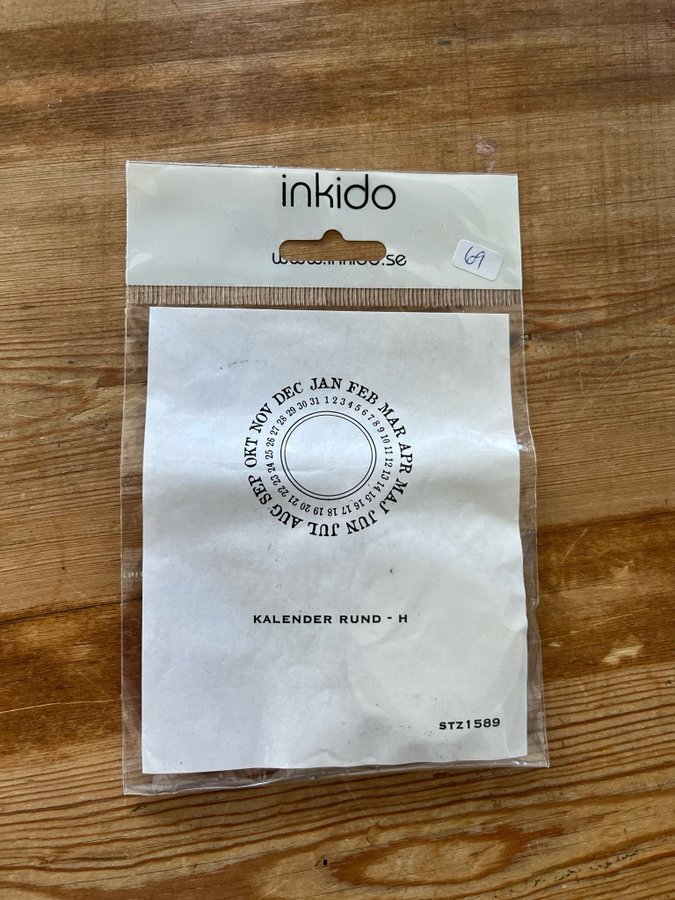 inkido
www.inkido.se
69
JAN FEB MAR APR MAJ JUN JUL AUG SEP OKT NOV DEC
1 2 3 4 5 6 7 8 9 10 11 12 13 14 15 16 17 18 19 20 21 22 23 24 25 26 27 28 29 30 31
KALENDER RUND - H
STZ1589